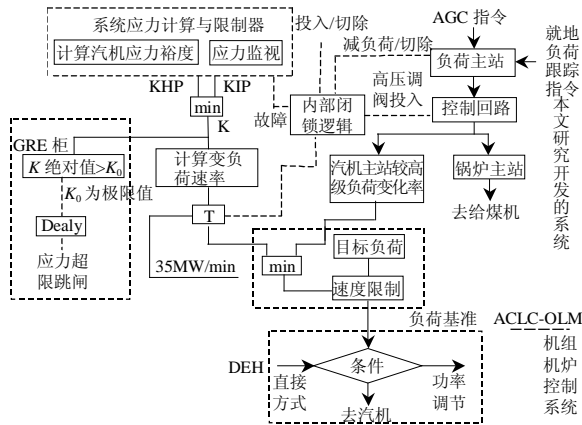 系统应力计算与限制器
计算汽机应力裕度
应力监视
投入/切除
AGC 指令
减负荷/切除
负荷主站
就地负荷跟踪指令
KHP
KIP
min
K
故障
内部闭锁逻辑
高压调阀投入
控制回路
本文研究开发的系统
GRE 柜
K 绝对值>K₀
K₀ 为极限值
Dealy
应力超限跳闸
计算变负荷速率
T
35MW/min
汽机主站较高级负荷变化率
锅炉主站
去给煤机
min
目标负荷
速度限制
负荷基准
ACLC-OLM
机组机炉控制系统
DEH
直接方式
条件
功率调节
去汽机